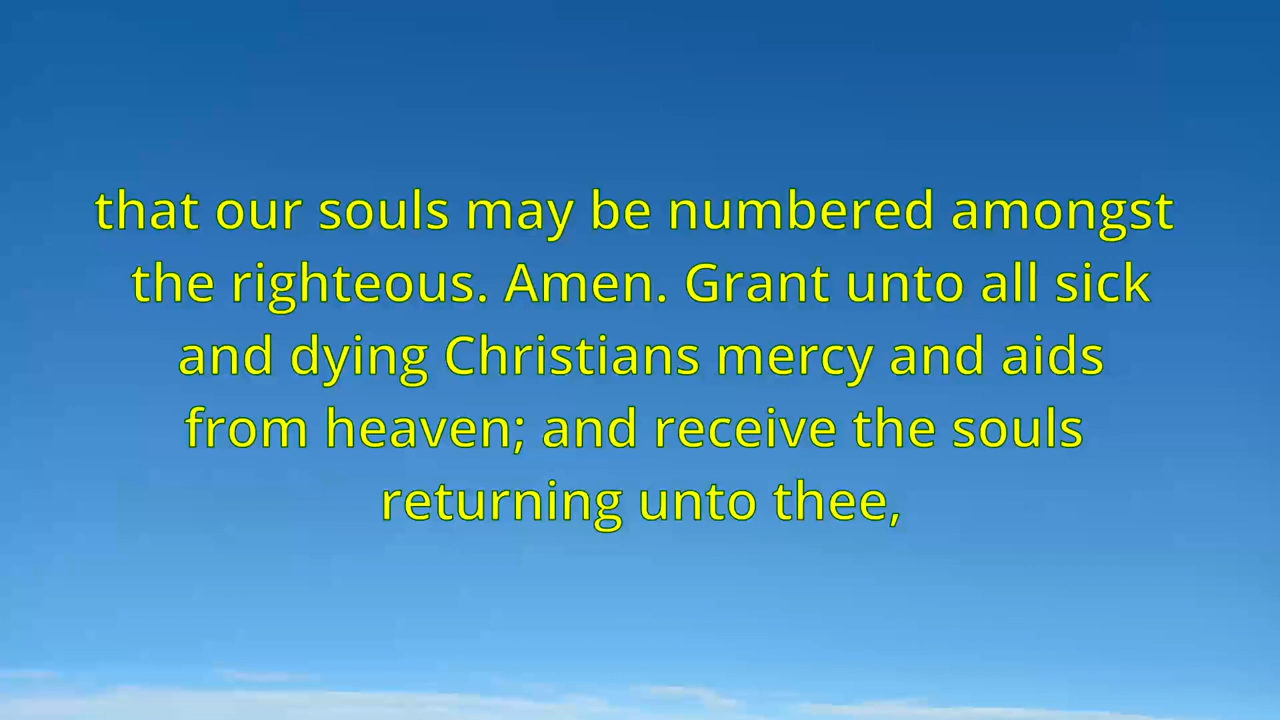 that our souls may be numbered amongst
the righteous. Amen. Grant unto all sick
and dying Christians mercy and aids
from heaven; and receive the souls
returning unto thee,